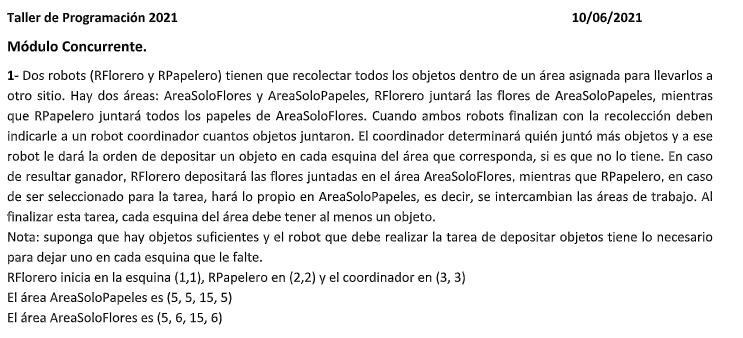 Taller de Programación 2021 10/06/2021
Módulo Concurrente.
1- Dos robots (RFlorero y RPapelero) tienen que recolectar todos los objetos dentro de un área asignada para llevarlos a
otro sitio. Hay dos áreas: AreaSoloFlores y AreaSoloPapeles, RFlorero juntará las flores de AreaSoloPapeles, mientras
que RPapelero juntará todos los papeles de AreaSoloFlores. Cuando ambos robots finalizan con la recolección deben
indicarle a un robot coordinador cuantos objetos juntaron. El coordinador determinará quién juntó más objetos y a ese
robot le dará la orden de depositar un objeto en cada esquina del área que corresponda, si es que no lo tiene. En caso
de resultar ganador, RFlorero depositará las flores juntadas en el área AreaSoloFlores, mientras que RPapelero, en caso
de ser seleccionado para la tarea, hará lo propio en AreaSoloPapeles, es decir, se intercambian las áreas de trabajo. Al
finalizar esta tarea, cada esquina del área debe tener al menos un objeto.
Nota: suponga que hay objetos suficientes y el robot que debe realizar la tarea de depositar objetos tiene lo necesario
para dejar uno en cada esquina que le falte.
RFlorero inicia en la esquina (1,1), RPapelero en (2,2) y el coordinador en (3, 3)
El área AreaSoloPapeles es (5, 5, 15, 5)
El área AreaSoloFlores es (5, 6, 15, 6)